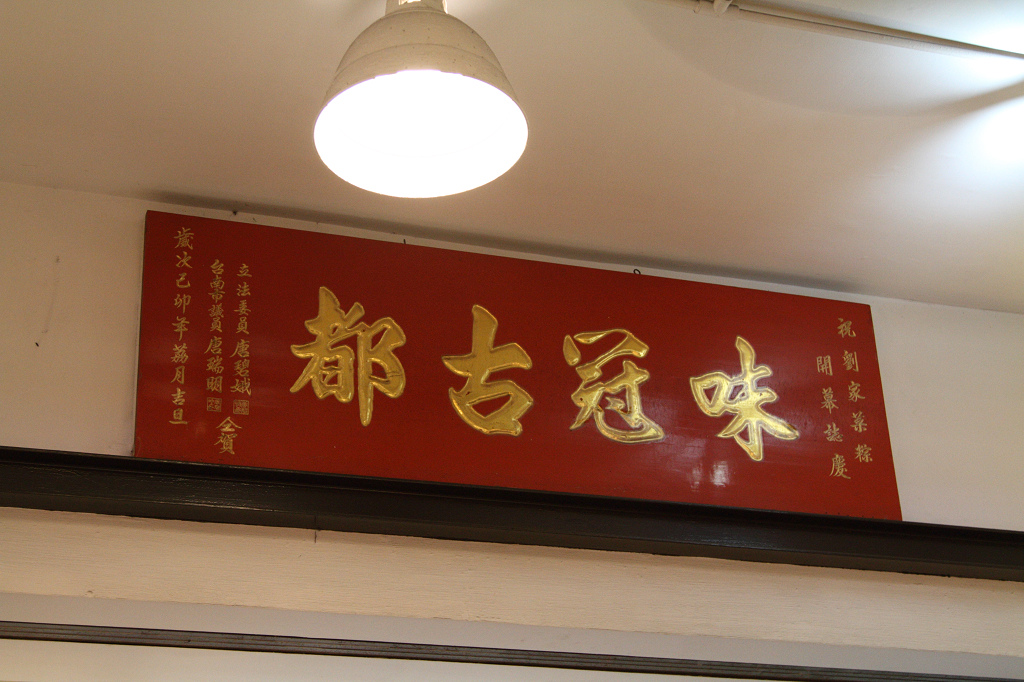 祝劉家菜粽
開幕誌慶
味冠古都
立法委員唐碧娥
台南市議員唐瑞明
仝賀
歲次己卯年荔月吉旦